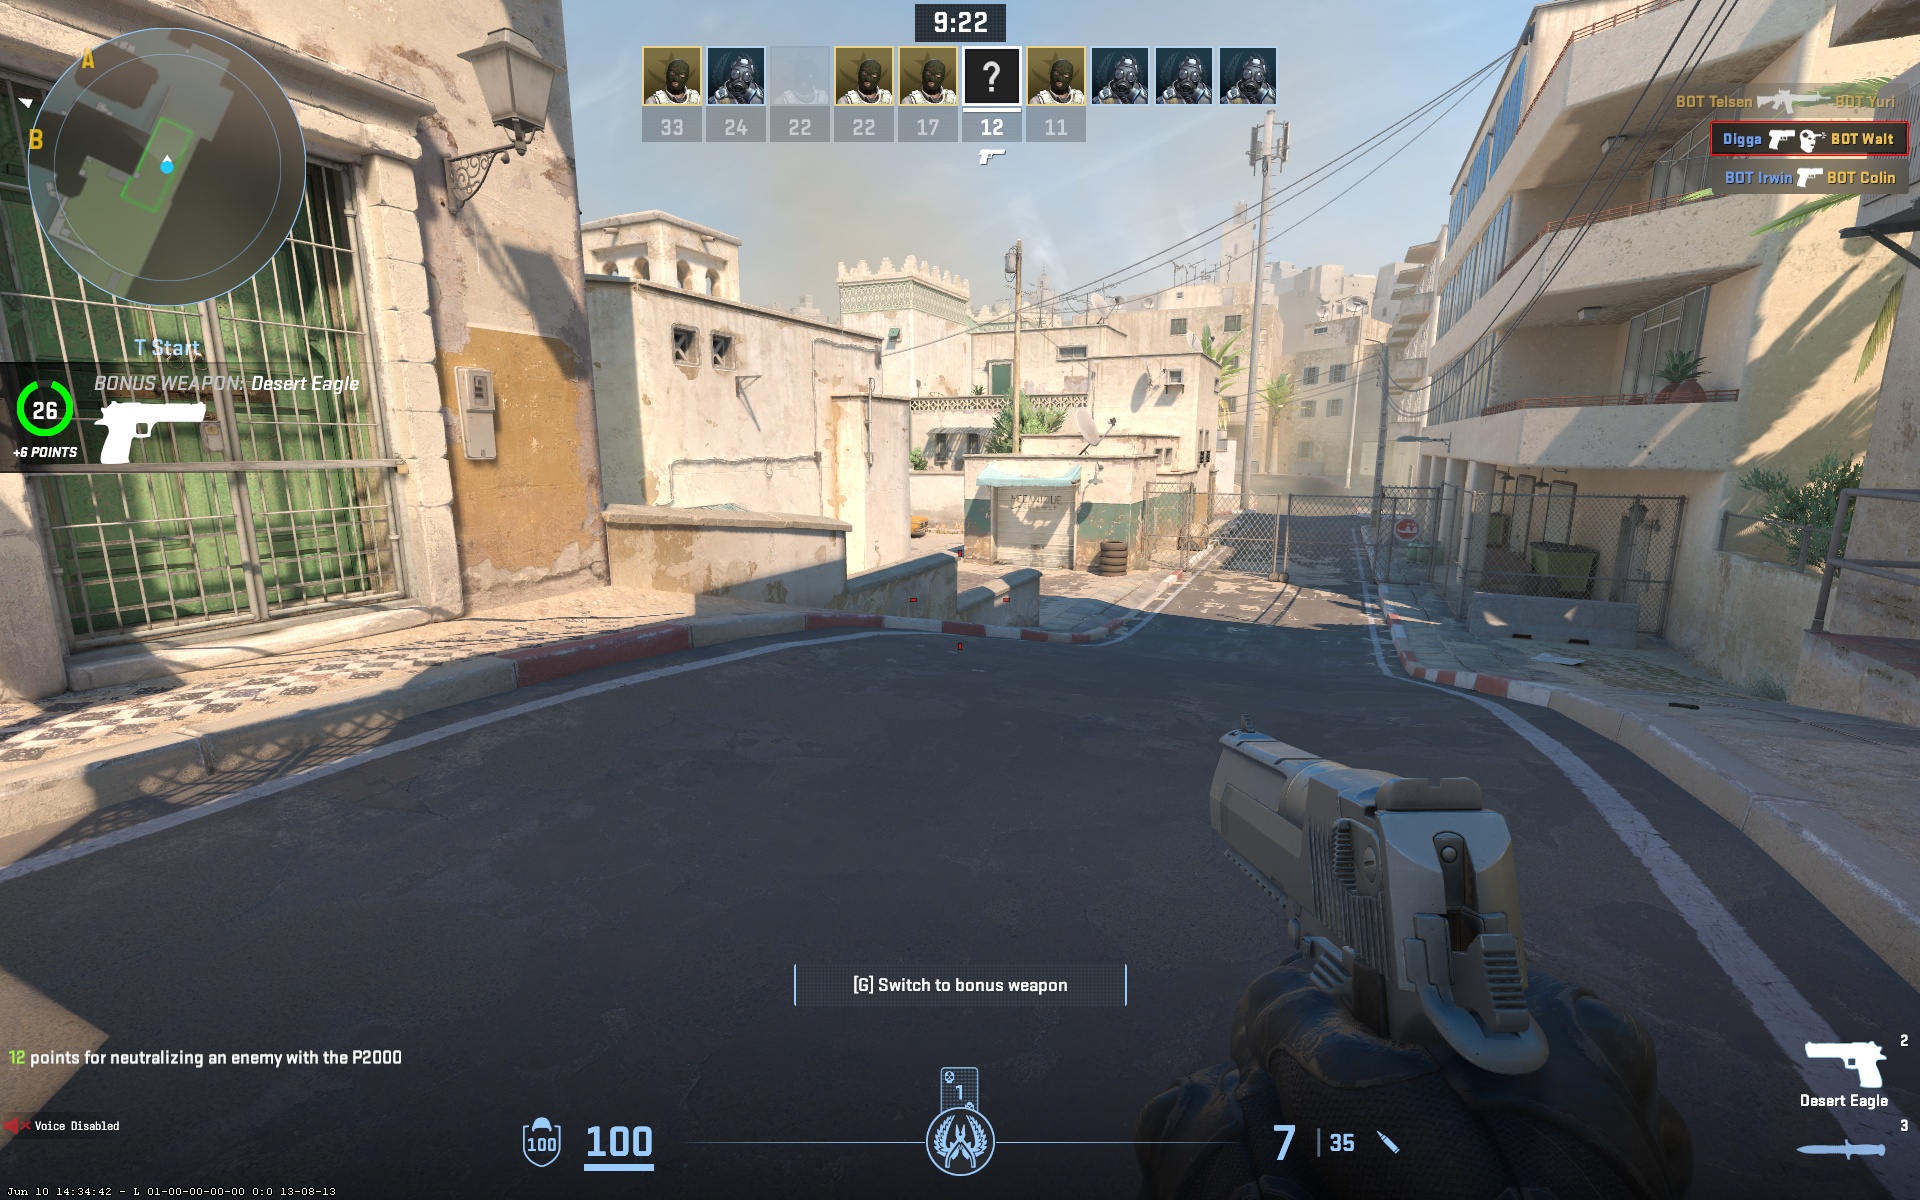 9:22
A
B
?
33 24 22 22 17 12 11
BOT Telsen BOT Yuri
Digga BOT Walt
BOT Irwin BOT Colin
T Start
BONUS WEAPON: Desert Eagle
26
+6 POINTS
[G] Switch to bonus weapon
12 points for neutralizing an enemy with the P2000
Voice Disabled
100
100
1
7 | 35
2
Desert Eagle
3
Jun 10 14:34:42 - L 01-00-00-00-00 0:0 13-08-13